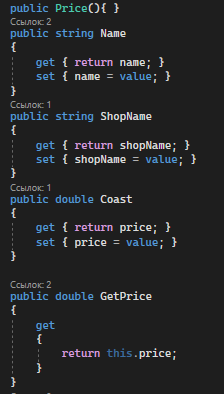 public Price(){ }
Ссылок: 2
public string Name
{
get { return name; }
set { name = value; }
}
Ссылок: 1
public string ShopName
{
get { return shopName; }
set { shopName = value; }
}
Ссылок: 1
public double Coast
{
get { return price; }
set { price = value; }
}
Ссылок: 2
public double GetPrice
{
get
{
return this.price;
}
}